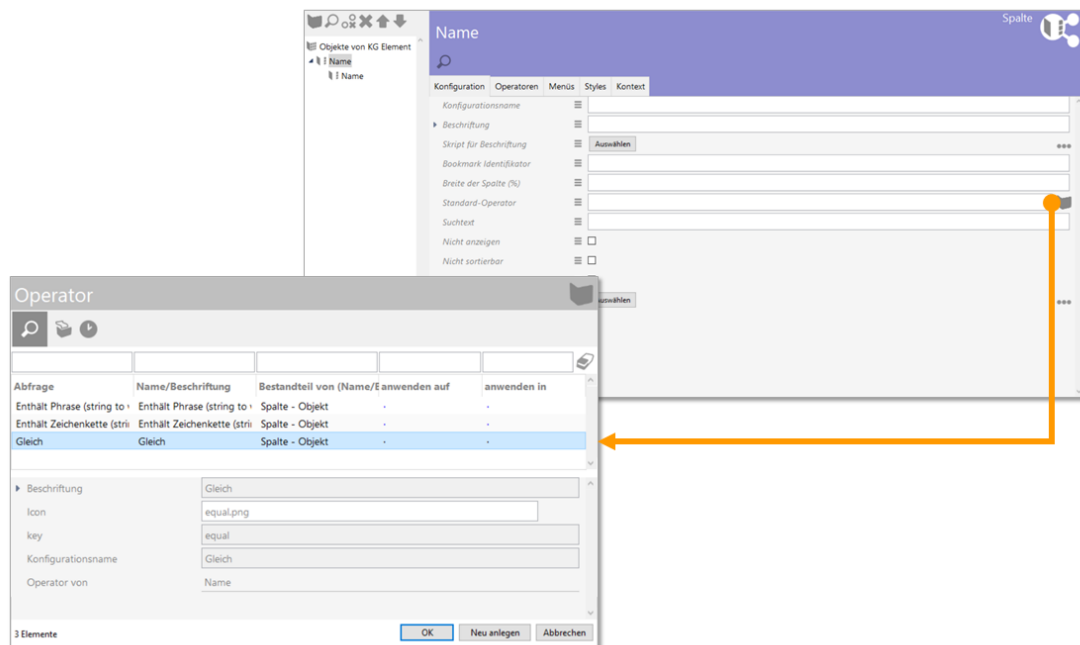 Spalte
Name
Objekte von KG Element
Name
Name
Konfiguration Operatoren Menüs Styles Kontext
Konfigurationsname
Beschriftung
Skript für Beschriftung Auswählen
Bookmark Identifikator
Breite der Spalte (%)
Standard-Operator
Suchtext
Nicht anzeigen
Nicht sortierbar
uswählen
Operator
Abfrage Name/Beschriftung Bestandteil von (Name/E anwenden auf anwenden in
Enthält Phrase (string to Enthält Phrase (string to Spalte - Objekt
Enthält Zeichenkette (stri Enthält Zeichenkette (stri Spalte - Objekt
Gleich Gleich Spalte - Objekt
Beschriftung Gleich
Icon equal.png
key equal
Konfigurationsname Gleich
Operator von Name
3 Elemente OK Neu anlegen Abbrechen